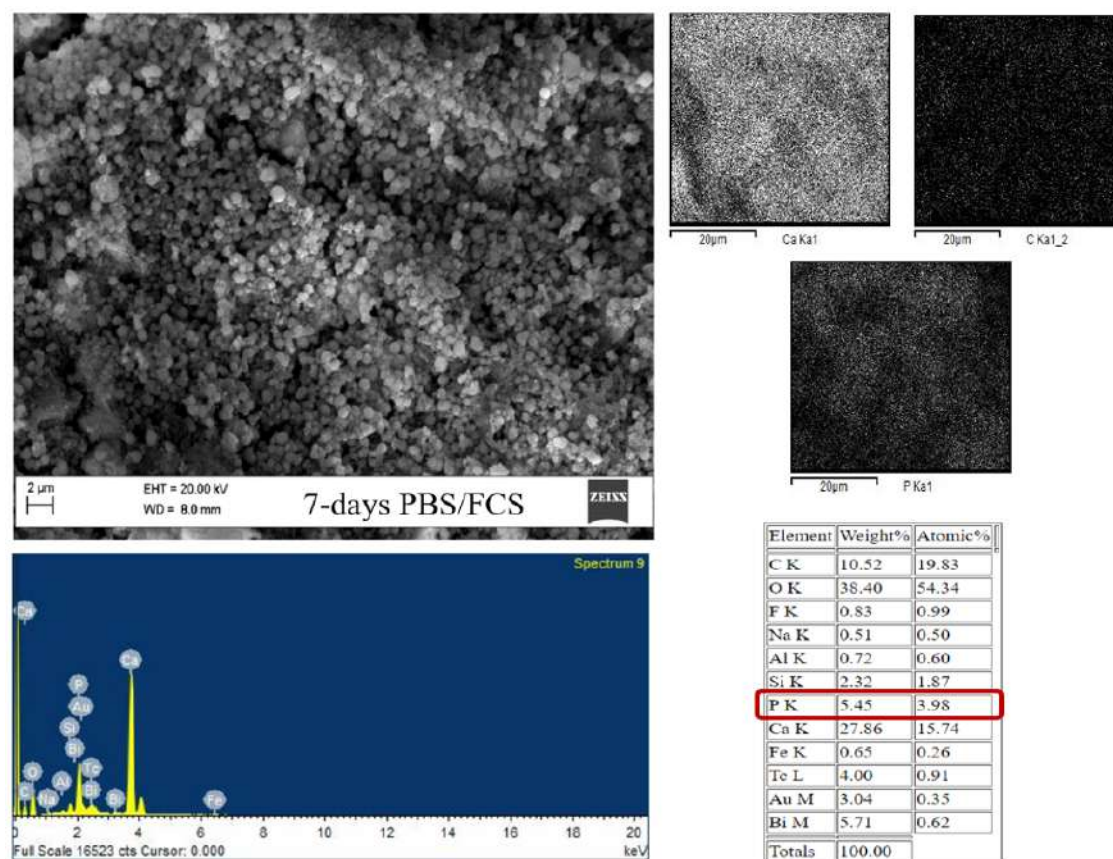 2 µm
EHT = 20.00 kV
WD = 8.0 mm
7-days PBS/FCS
ZEISS
20µm
Ca Ka1
20µm
C Ka1_2
20µm
P Ka1
Spectrum 9
Ca
Ca
P
Au
Si
Bi
O
Al
Tc
C
Na
Bi
Bi
Fe
0 2 4 6 8 10 12 14 16 18 20
Full Scale 16523 cts Cursor: 0.000
keV
Element Weight% Atomic%
C K 10.52 19.83
O K 38.40 54.34
F K 0.83 0.99
Na K 0.51 0.50
Al K 0.72 0.60
Si K 2.32 1.87
P K 5.45 3.98
Ca K 27.86 15.74
Fe K 0.65 0.26
Tc L 4.00 0.91
Au M 3.04 0.35
Bi M 5.71 0.62
Totals 100.00